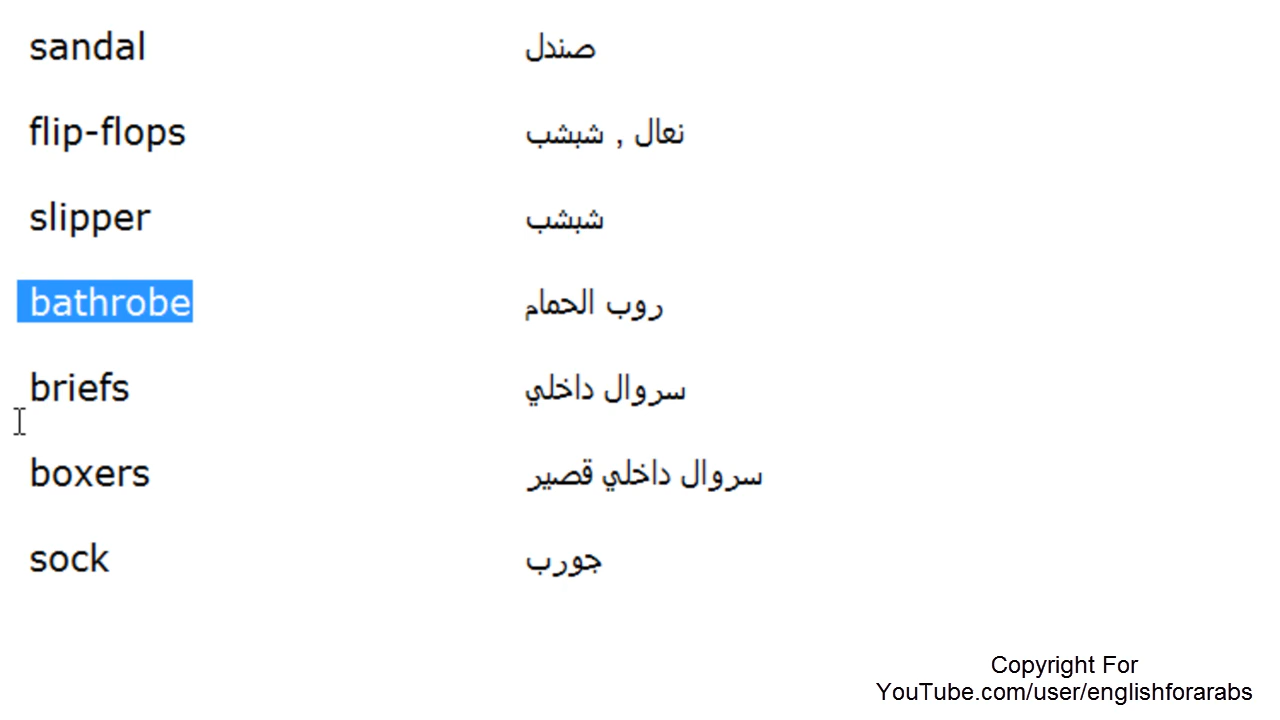 sandal صندل
flip-flops نعال , شبشب
slipper شبشب
bathrobe روب الحمام
briefs سروال داخلي
boxers سروال داخلي قصير
sock جورب
Copyright For
YouTube.com/user/englishforarabs